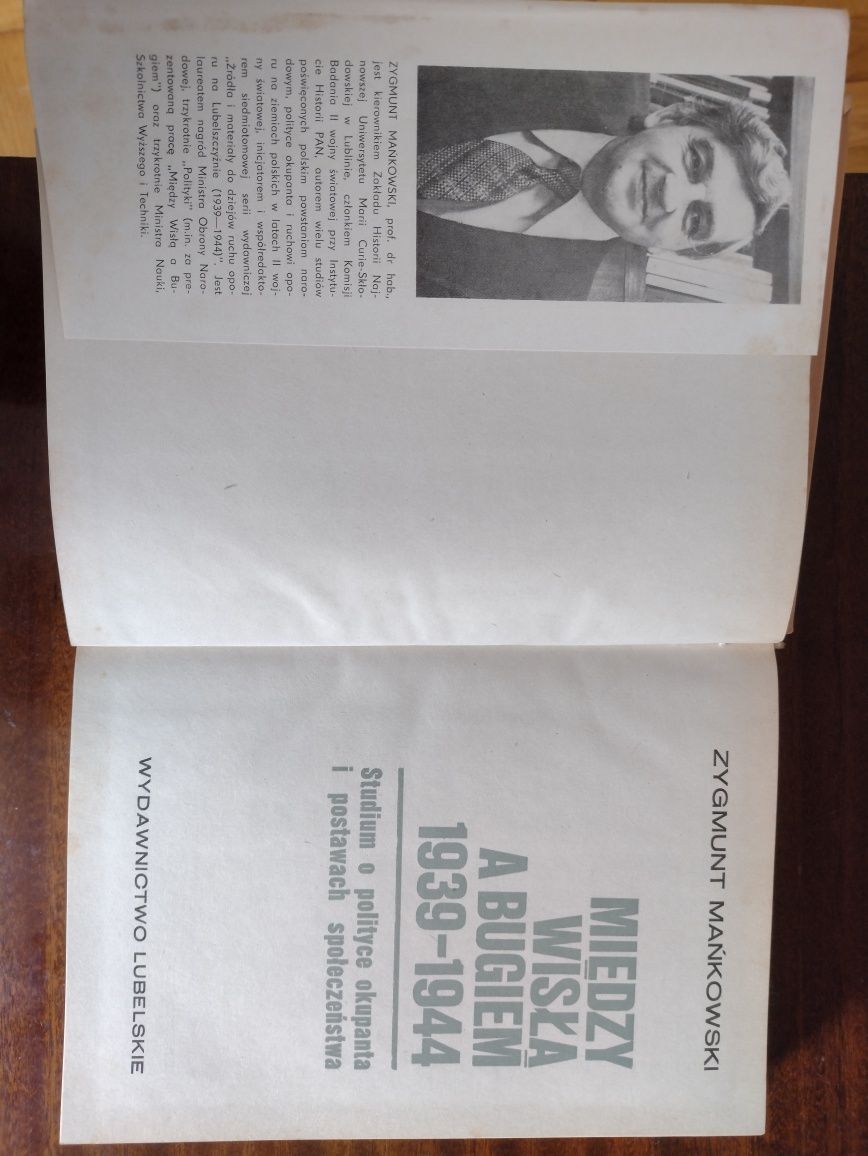 ZYGMUNT MAŃKOWSKI, prof. dr hab.,
jest kierownikiem Zakładu Historii Naj-
nowszej Uniwersytetu Marii Curie-Skło-
dowskiej w Lublinie, członkiem Komisji
Badania II wojny światowej przy Instytu-
cie Historii PAN, autorem wielu studiów
poświęconych polskim powstaniom naro-
dowym, polityce okupanta i ruchowi opo-
ru na ziemiach polskich w latach II woj-
ny światowej, inicjatorem i współredakto-
rem siedmiotomowej serii wydawniczej
„Źródła i materiały do dziejów ruchu opo-
ru na Lubelszczyźnie (1939—1944)". Jest
laureatem nagród Ministra Obrony Naro-
dowej, trzykrotnie „Polityki" (m.in. za pre-
zentowaną pracę „Między Wisłą a Bu-
giem") oraz trzykrotnie Ministra Nauki,
Szkolnictwa Wyższego i Techniki.
ZYGMUNT MAŃKOWSKI
MIĘDZY
WISŁĄ
A BUGIEM
1939-1944
Studium o polityce okupanta
i postawach społeczeństwa
WYDAWNICTWO LUBELSKIE